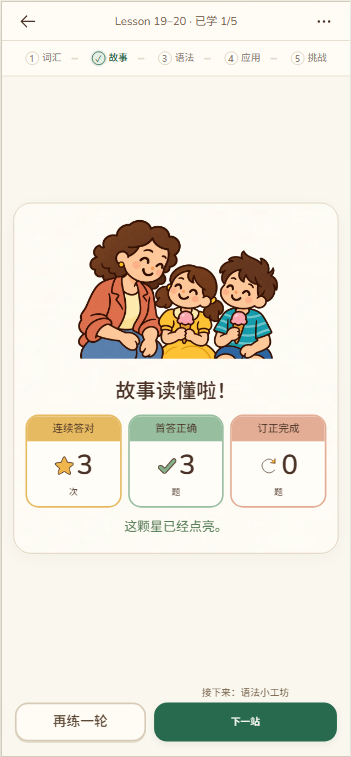 Lesson 19–20 · 已学 1/5
1 词汇 – 故事 – 3 语法 – 4 应用 – 5 挑战
故事读懂啦！
连续答对 首答正确 订正完成
3 3 0
次 题 题
这颗星已经点亮。
接下来：语法小工坊
再练一轮 下一站